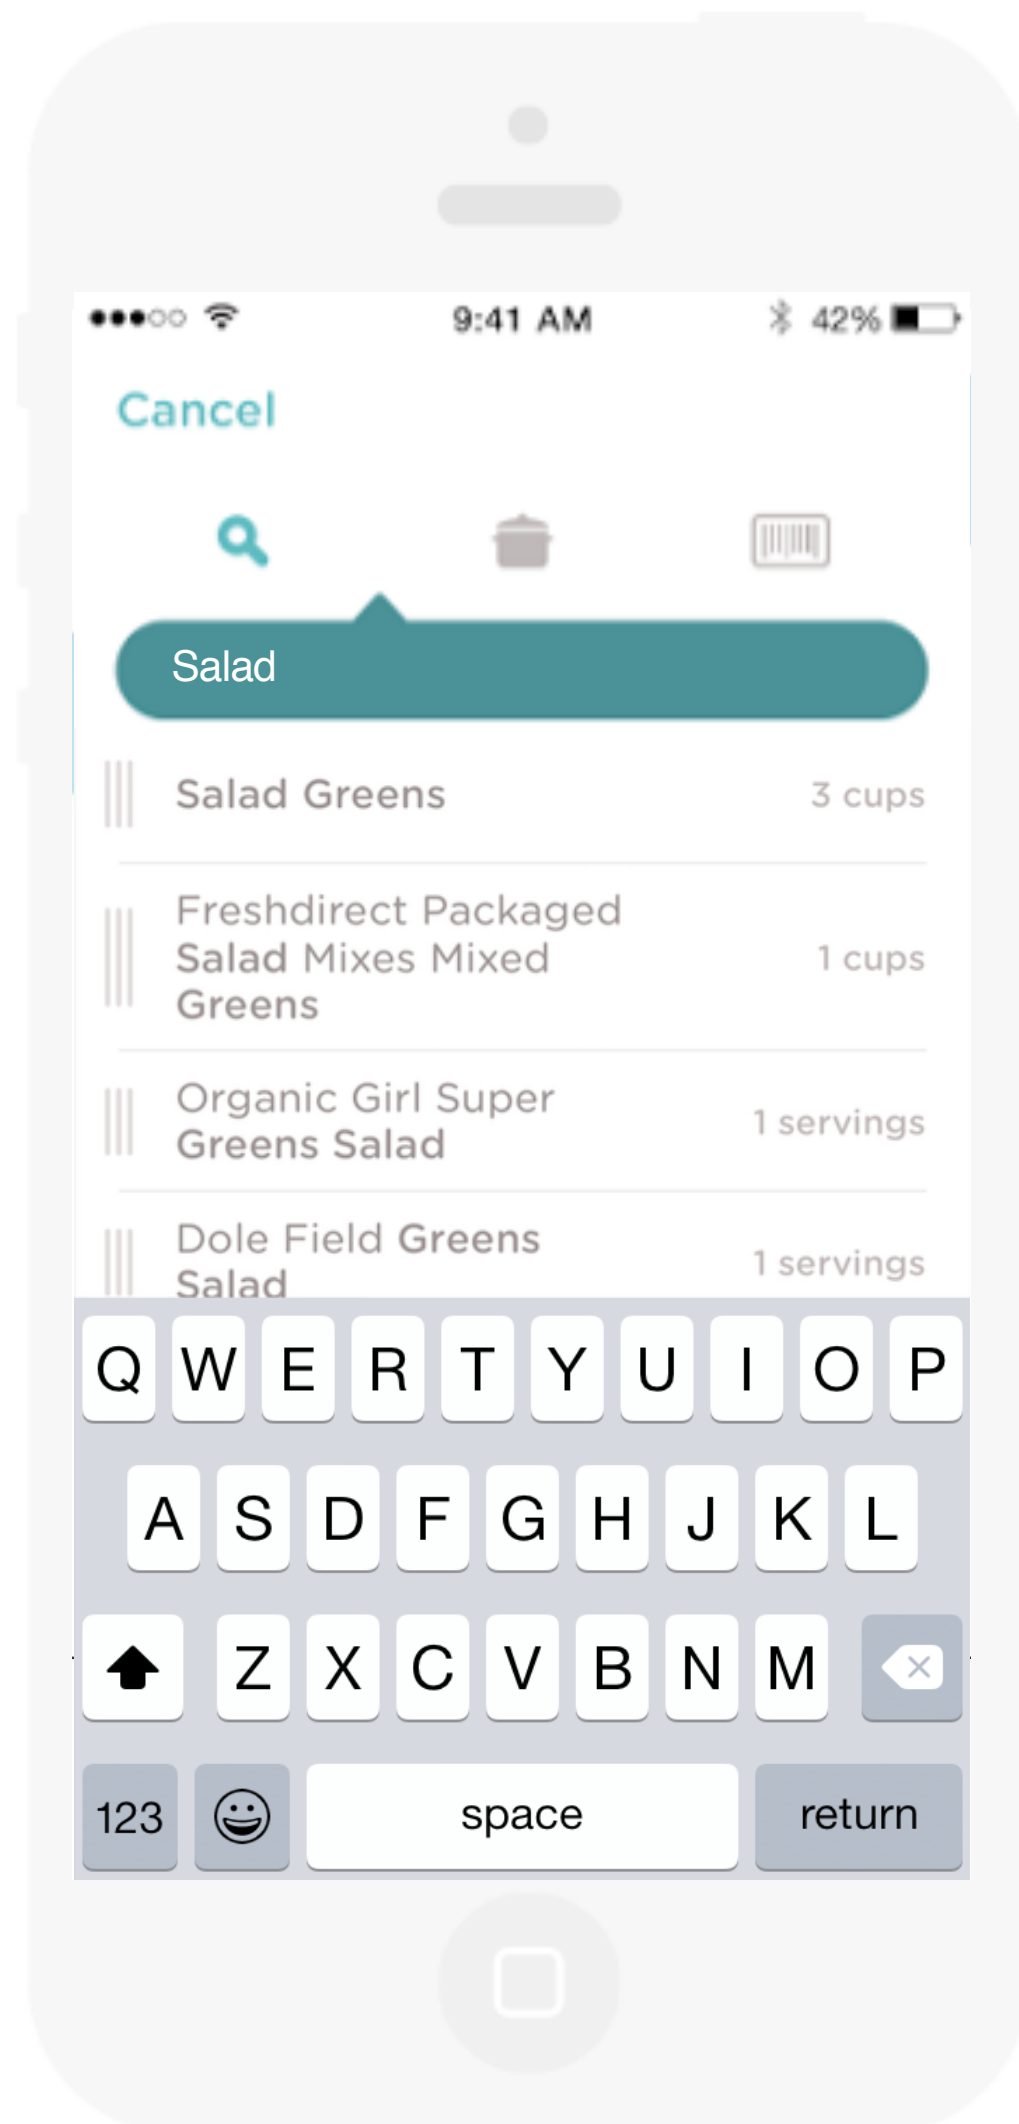 9:41 AM 42%
Cancel
Salad
Salad Greens 3 cups
Freshdirect Packaged
Salad Mixes Mixed 1 cups
Greens
Organic Girl Super
Greens Salad 1 servings
Dole Field Greens
Salad 1 servings
Q W E R T Y U I O P
A S D F G H J K L
Z X C V B N M
123 space return